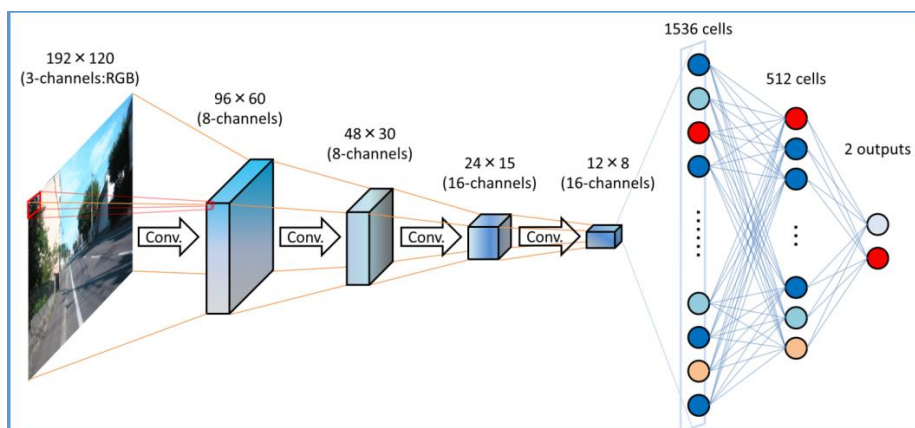 192×120
(3-channels:RGB)
96×60
(8-channels)
48×30
(8-channels)
24×15
(16-channels)
12×8
(16-channels)
1536 cells
512 cells
2 outputs
Conv.
Conv.
Conv.
Conv.